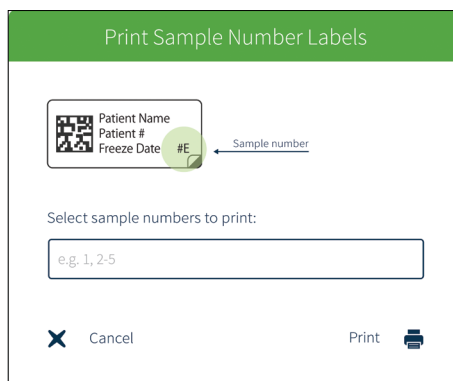 Print Sample Number Labels
Patient Name
Patient #
Freeze Date #E
Sample number
Select sample numbers to print:
e.g. 1, 2-5
Cancel
Print